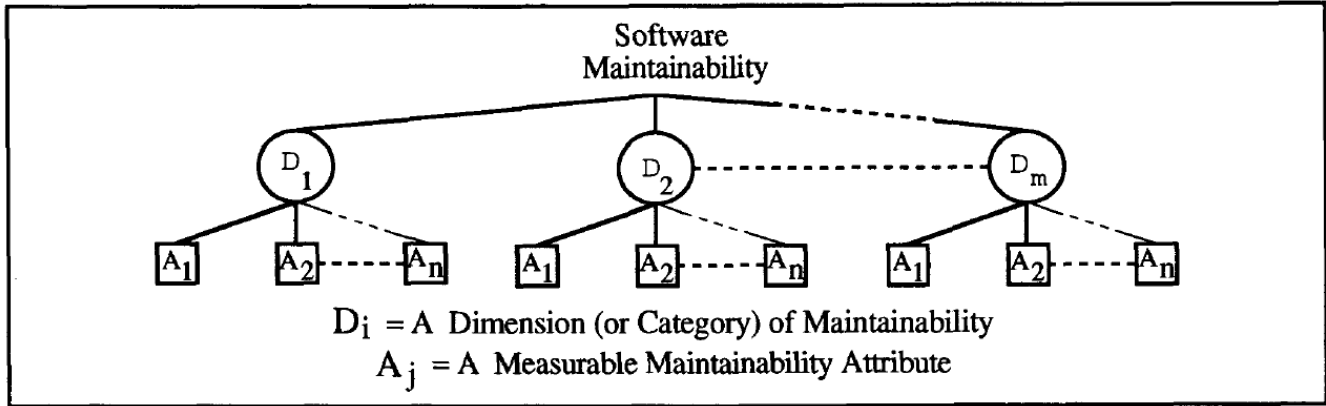 Software
Maintainability
D1 D2 Dm
A1 A2 An A1 A2 An A1 A2 An
Di = A Dimension (or Category) of Maintainability
Aj = A Measurable Maintainability Attribute